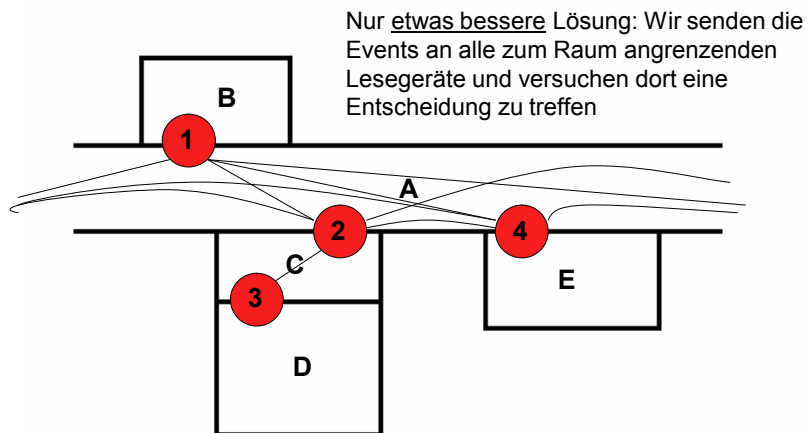 Nur etwas bessere Lösung: Wir senden die
Events an alle zum Raum angrenzenden
Lesegeräte und versuchen dort eine
Entscheidung zu treffen
B
1
A
2
4
C
E
3
D